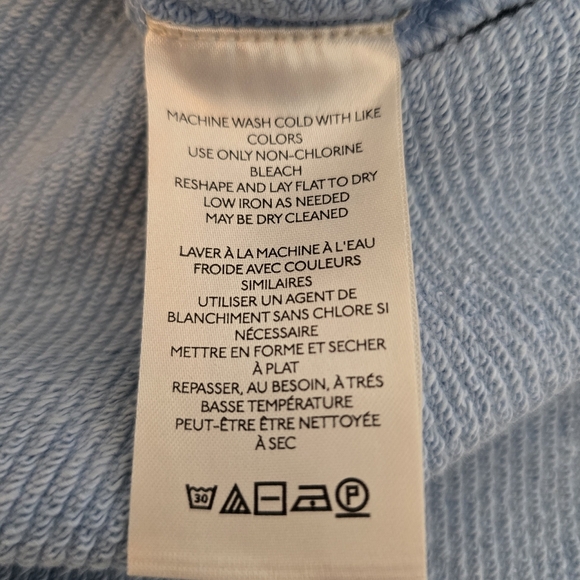 MACHINE WASH COLD WITH LIKE
COLORS
USE ONLY NON-CHLORINE
BLEACH
RESHAPE AND LAY FLAT TO DRY
LOW IRON AS NEEDED
MAY BE DRY CLEANED
LAVER À LA MACHINE À L'EAU
FROIDE AVEC COULEURS
SIMILAIRES
UTILISER UN AGENT DE
BLANCHIMENT SANS CHLORE SI
NÉCESSAIRE
METTRE EN FORME ET SECHER
À PLAT
REPASSER, AU BESOIN, À TRÉS
BASSE TEMPÉRATURE
PEUT-ÊTRE ÊTRE NETTOYÉE
À SEC
30 P